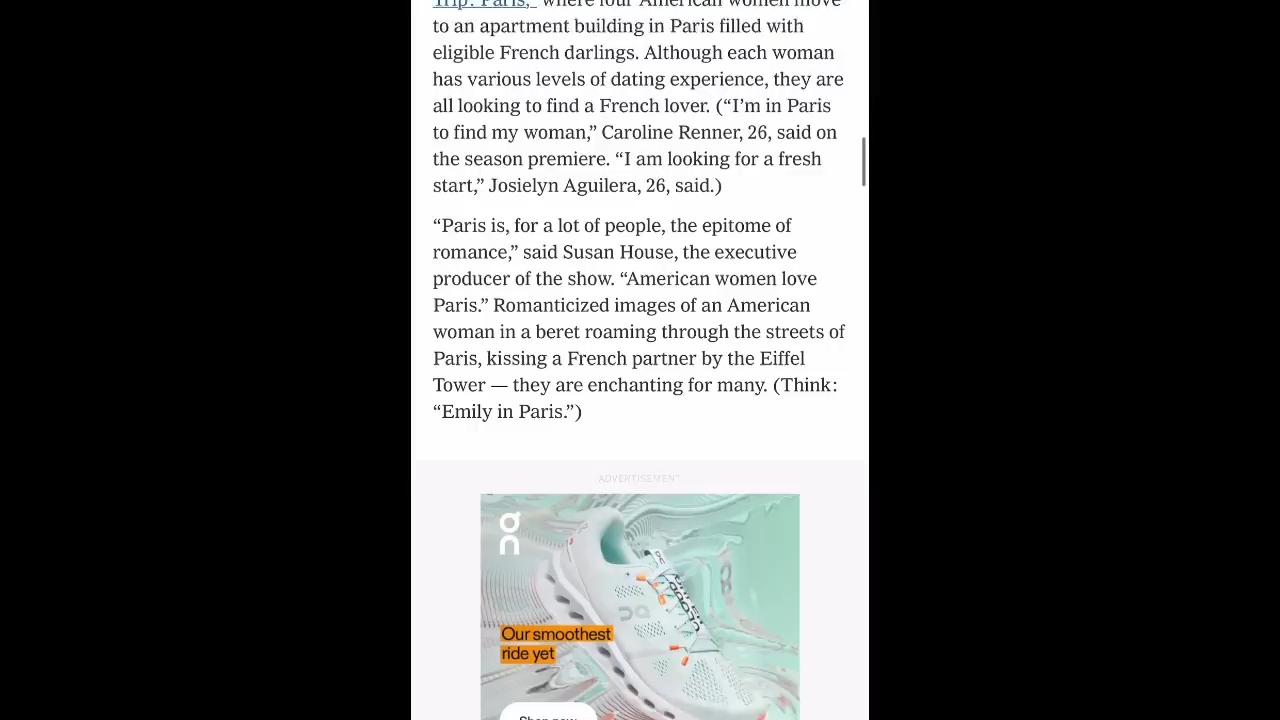 Trip: Paris," where four American women move
to an apartment building in Paris filled with
eligible French darlings. Although each woman
has various levels of dating experience, they are
all looking to find a French lover. (“I’m in Paris
to find my woman,” Caroline Renner, 26, said on
the season premiere. “I am looking for a fresh
start,” Josielyn Aguilera, 26, said.)
“Paris is, for a lot of people, the epitome of
romance,” said Susan House, the executive
producer of the show. “American women love
Paris.” Romanticized images of an American
woman in a beret roaming through the streets of
Paris, kissing a French partner by the Eiffel
Tower — they are enchanting for many. (Think:
“Emily in Paris.”)
ADVERTISEMENT
On
Our smoothest
ride yet
Shop now